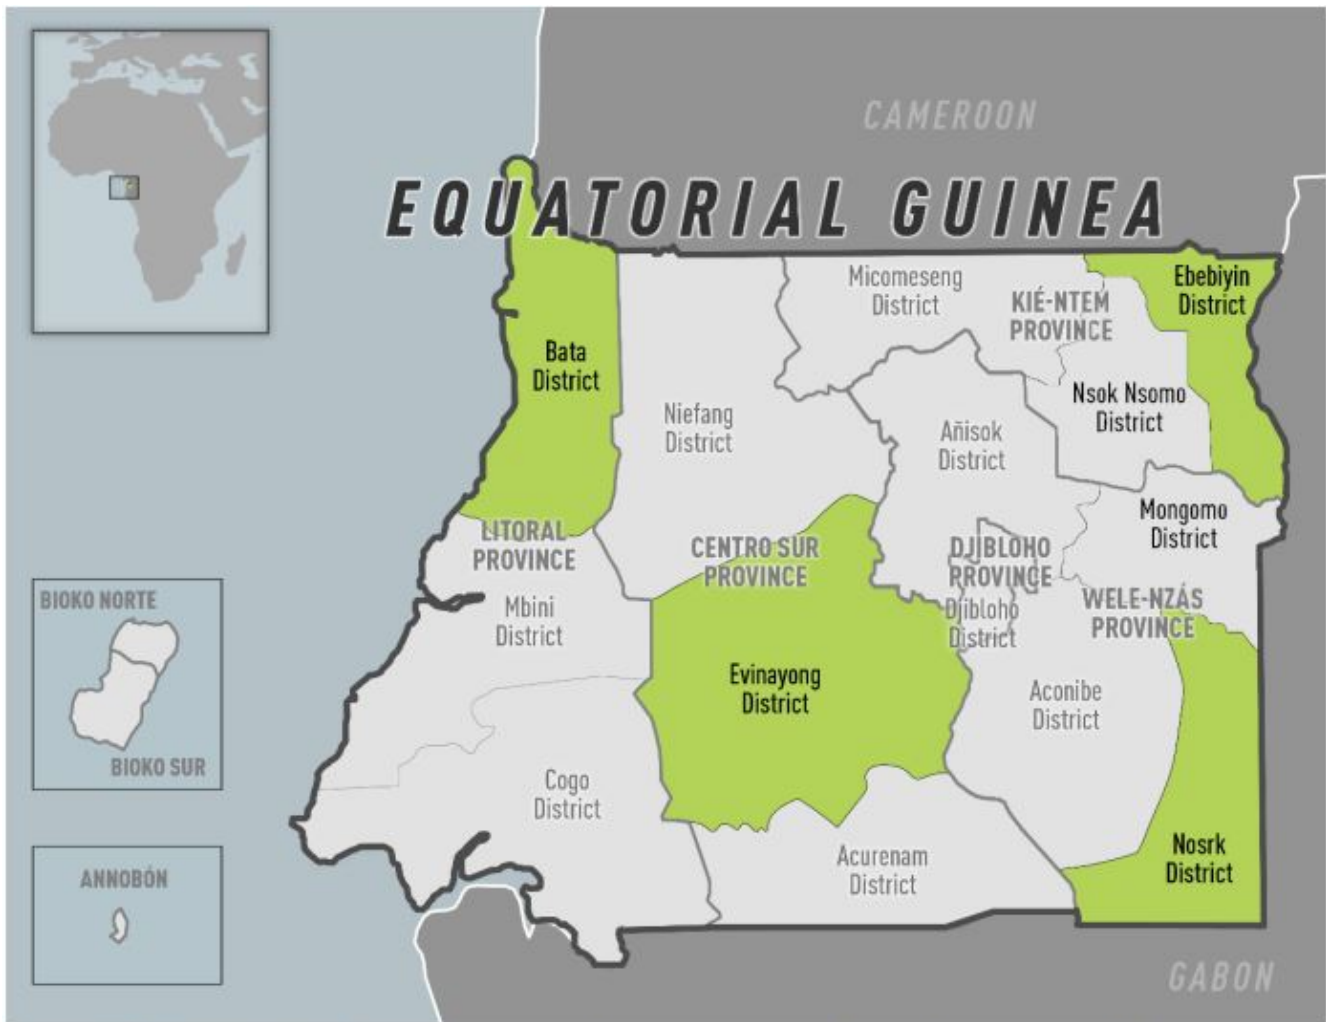 CAMEROON
EQUATORIAL GUINEA
Micomeseng
District
KIÉ-NTEM
PROVINCE
Ebebiyin
District
Bata
District
Nsok Nsomo
District
Niefang
District
Añisok
District
Mongomo
District
LITORAL
PROVINCE
CENTRO SUR
PROVINCE
DJIBLOHO
PROVINCE
Djibloho
District
WELE-NZÁS
PROVINCE
Mbini
District
BIOKO NORTE
BIOKO SUR
Evinayong
District
Aconibe
District
Cogo
District
Acurenam
District
Nosrk
District
ANNOBÓN
GABON